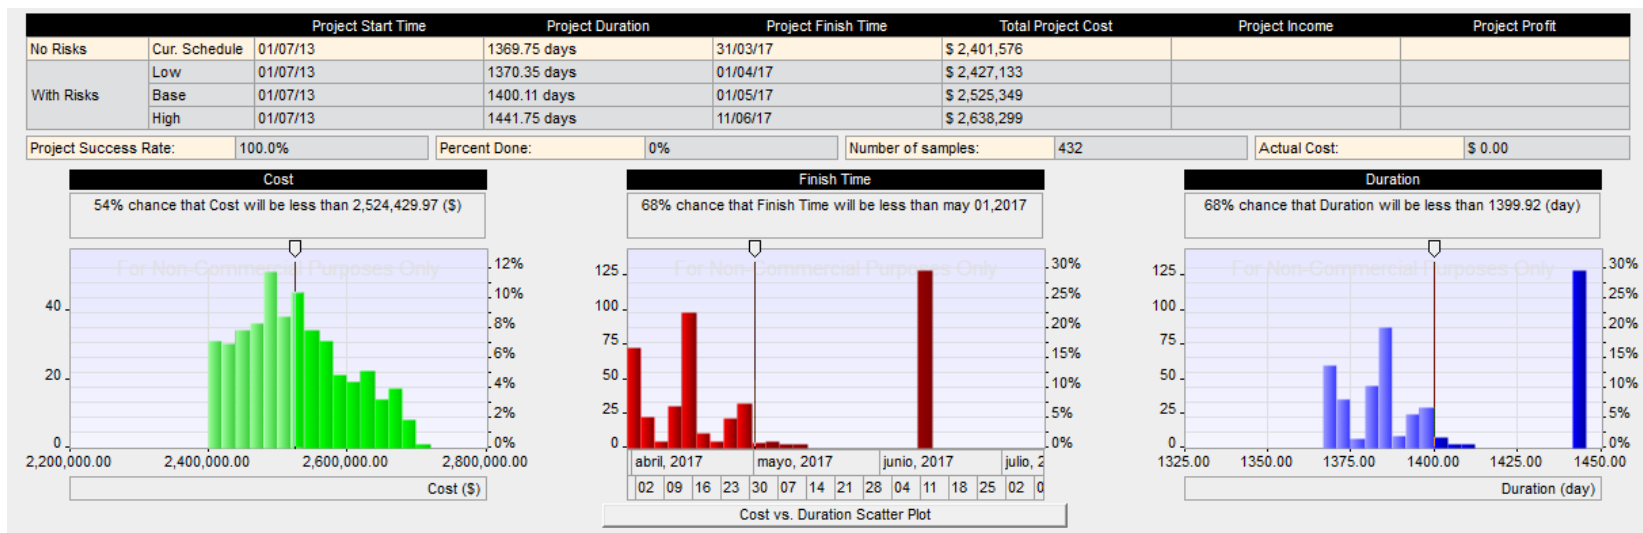 Project Start Time Project Duration Project Finish Time Total Project Cost Project Income Project Profit
No Risks Cur. Schedule 01/07/13 1369.75 days 31/03/17 $ 2,401,576
Low 01/07/13 1370.35 days 01/04/17 $ 2,427,133
With Risks Base 01/07/13 1400.11 days 01/05/17 $ 2,525,349
High 01/07/13 1441.75 days 11/06/17 $ 2,638,299
Project Success Rate: 100.0% Percent Done: 0% Number of samples: 432 Actual Cost: $ 0.00
Cost
54% chance that Cost will be less than 2,524,429.97 ($)
For Non-Commercial Purposes Only
12%
10%
8%
6%
4%
2%
0%
40
20
0
2,200,000.00 2,400,000.00 2,600,000.00 2,800,000.00
Cost ($)
Finish Time
68% chance that Finish Time will be less than may 01,2017
For Non-Commercial Purposes Only
125
100
75
50
25
0
30%
25%
20%
15%
10%
5%
0%
abril, 2017 mayo, 2017 junio, 2017 julio, 2
02 09 16 23 30 07 14 21 28 04 11 18 25 02 0
Cost vs. Duration Scatter Plot
Duration
68% chance that Duration will be less than 1399.92 (day)
For Non-Commercial Purposes Only
125
100
75
50
25
0
30%
25%
20%
15%
10%
5%
0%
1325.00 1350.00 1375.00 1400.00 1425.00 1450.00
Duration (day)